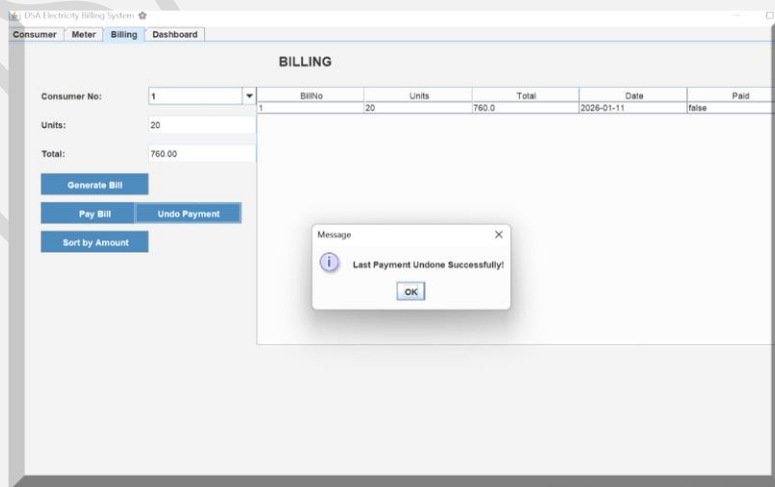 DSA Electricity Billing System
Consumer Meter Billing Dashboard
BILLING
Consumer No: 1
BillNo Units Total Date Paid
1 20 760.0 2026-01-11 false
Units: 20
Total: 760.00
Generate Bill
Pay Bill Undo Payment
Sort by Amount
Message
Last Payment Undone Successfully!
OK